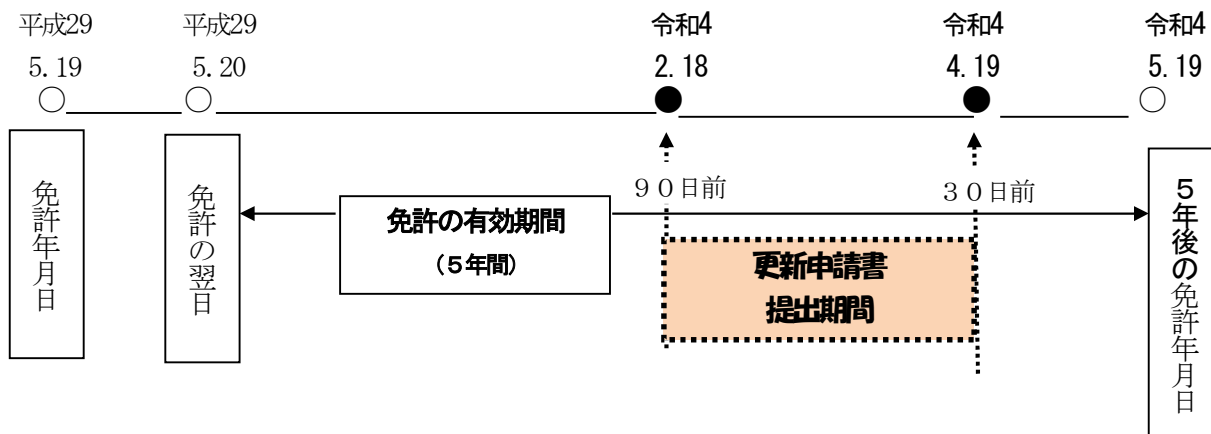 平成29
平成29
令和4
令和4
令和4
5.19
5.20
2.18
4.19
5.19
免許年月日
免許の翌日
免許の有効期間
（5年間）
９０日前
３０日前
更新申請書
提出期間
５年後の免許年月日